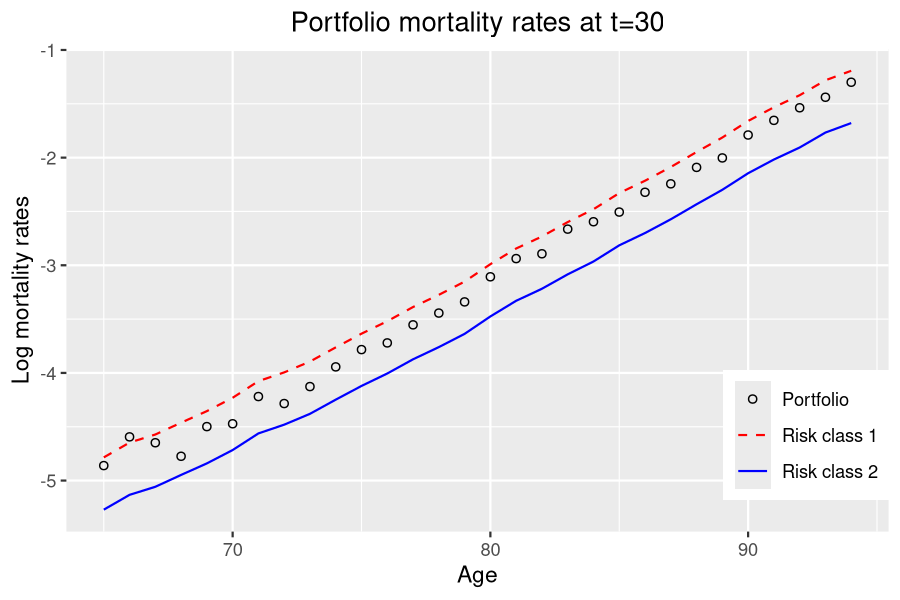 Portfolio mortality rates at t=30
Log mortality rates
-1
-2
-3
-4
-5
70
80
90
Age
Portfolio
Risk class 1
Risk class 2